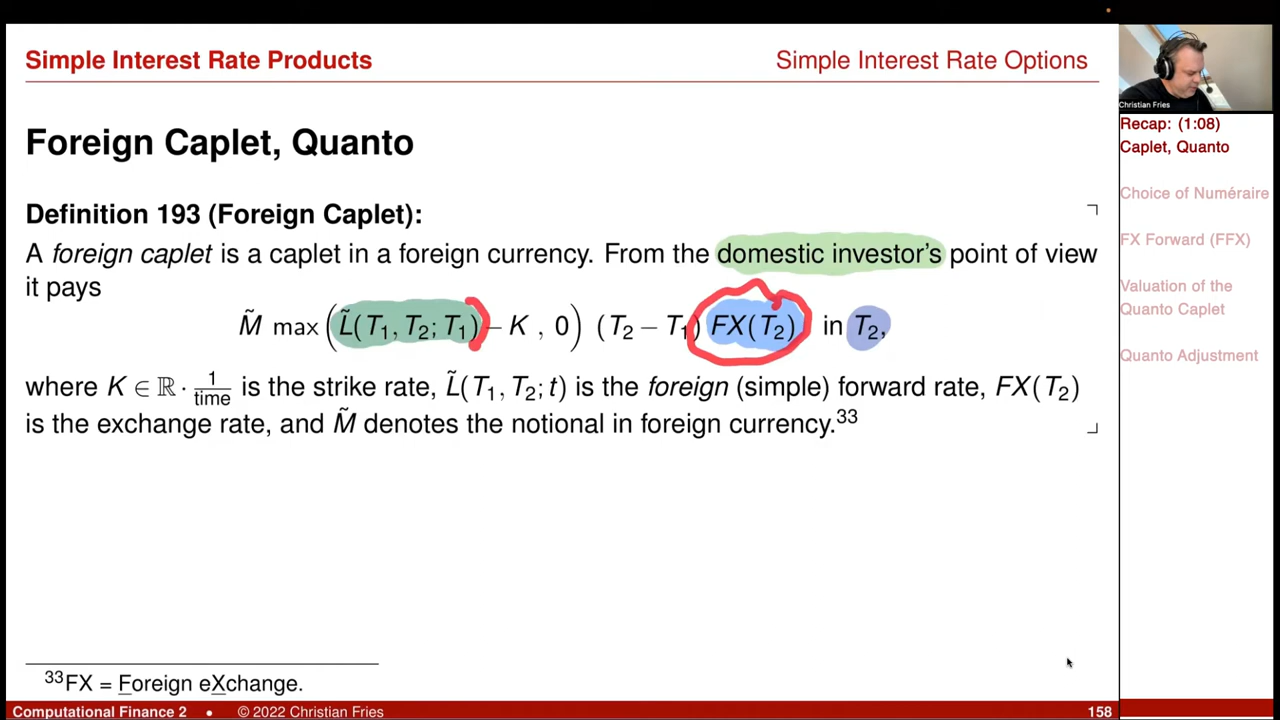 Simple Interest Rate Products
Simple Interest Rate Options
Foreign Caplet, Quanto
Definition 193 (Foreign Caplet):
A foreign caplet is a caplet in a foreign currency. From the domestic investor's point of view
it pays
M̃ max(L̃(T₁, T₂; T₁) – K , 0) (T₂ – T₁) FX(T₂) in T₂,
where K ∈ ℝ · 1/time is the strike rate, L̃(T₁, T₂; t) is the foreign (simple) forward rate, FX(T₂)
is the exchange rate, and M̃ denotes the notional in foreign currency.³³
³³FX = Foreign eXchange.
Computational Finance 2 • © 2022 Christian Fries
158
Christian Fries
Recap: (1:08)
Caplet, Quanto
Choice of Numéraire
FX Forward (FFX)
Valuation of the
Quanto Caplet
Quanto Adjustment